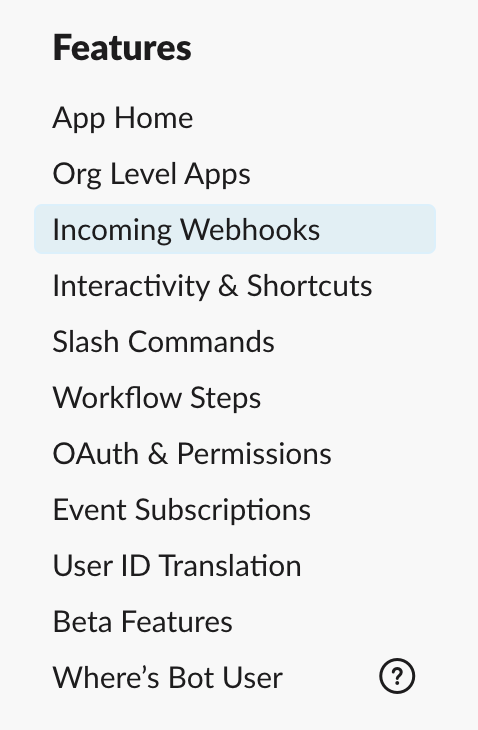 Features
App Home
Org Level Apps
Incoming Webhooks
Interactivity & Shortcuts
Slash Commands
Workflow Steps
OAuth & Permissions
Event Subscriptions
User ID Translation
Beta Features
Where’s Bot User ?